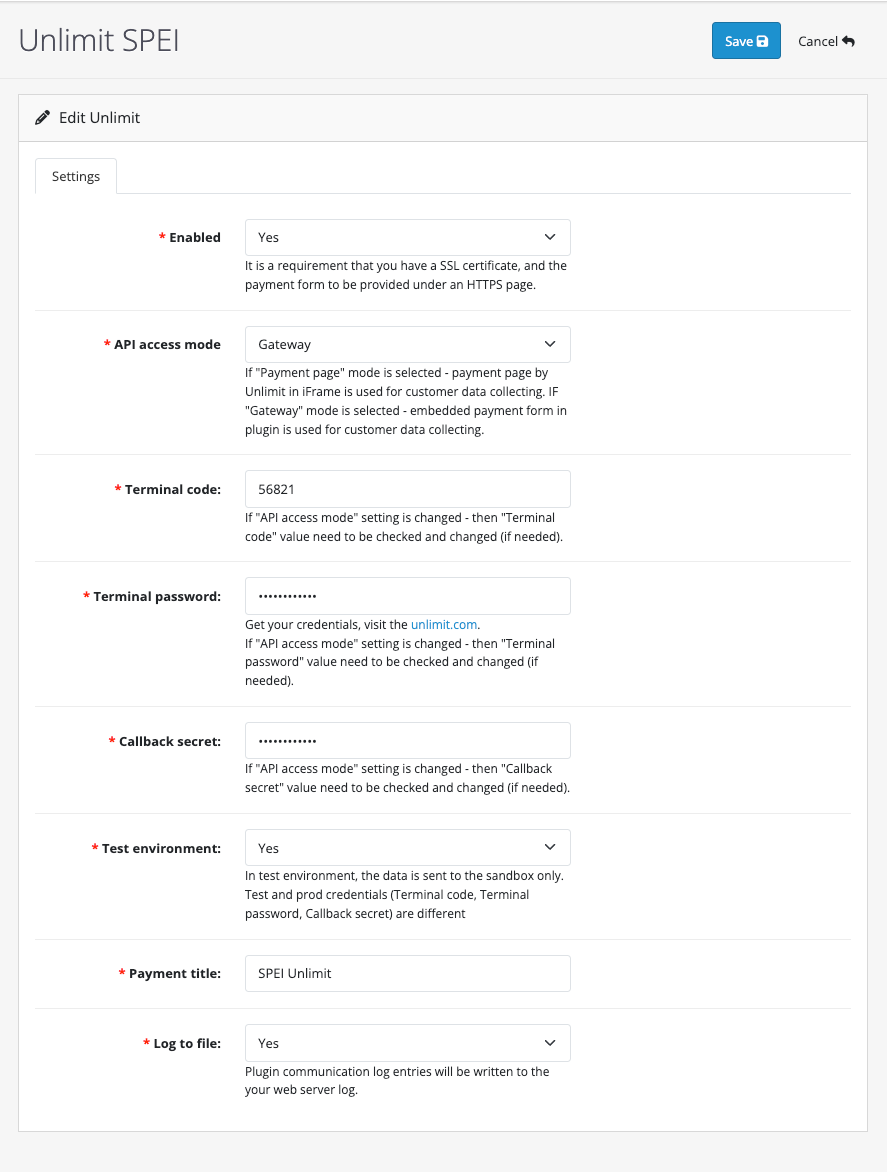 Unlimit SPEI
Save
Cancel
Edit Unlimit
Settings
* Enabled
Yes
It is a requirement that you have a SSL certificate, and the
payment form to be provided under an HTTPS page.
* API access mode
Gateway
If "Payment page" mode is selected - payment page by
Unlimit in iFrame is used for customer data collecting. IF
"Gateway" mode is selected - embedded payment form in
plugin is used for customer data collecting.
* Terminal code:
56821
If "API access mode" setting is changed - then "Terminal
code" value need to be checked and changed (if needed).
* Terminal password:
••••••••••••
Get your credentials, visit the unlimit.com.
If "API access mode" setting is changed - then "Terminal
password" value need to be checked and changed (if
needed).
* Callback secret:
••••••••••••
If "API access mode" setting is changed - then "Callback
secret" value need to be checked and changed (if needed).
* Test environment:
Yes
In test environment, the data is sent to the sandbox only.
Test and prod credentials (Terminal code, Terminal
password, Callback secret) are different
* Payment title:
SPEI Unlimit
* Log to file:
Yes
Plugin communication log entries will be written to the
your web server log.